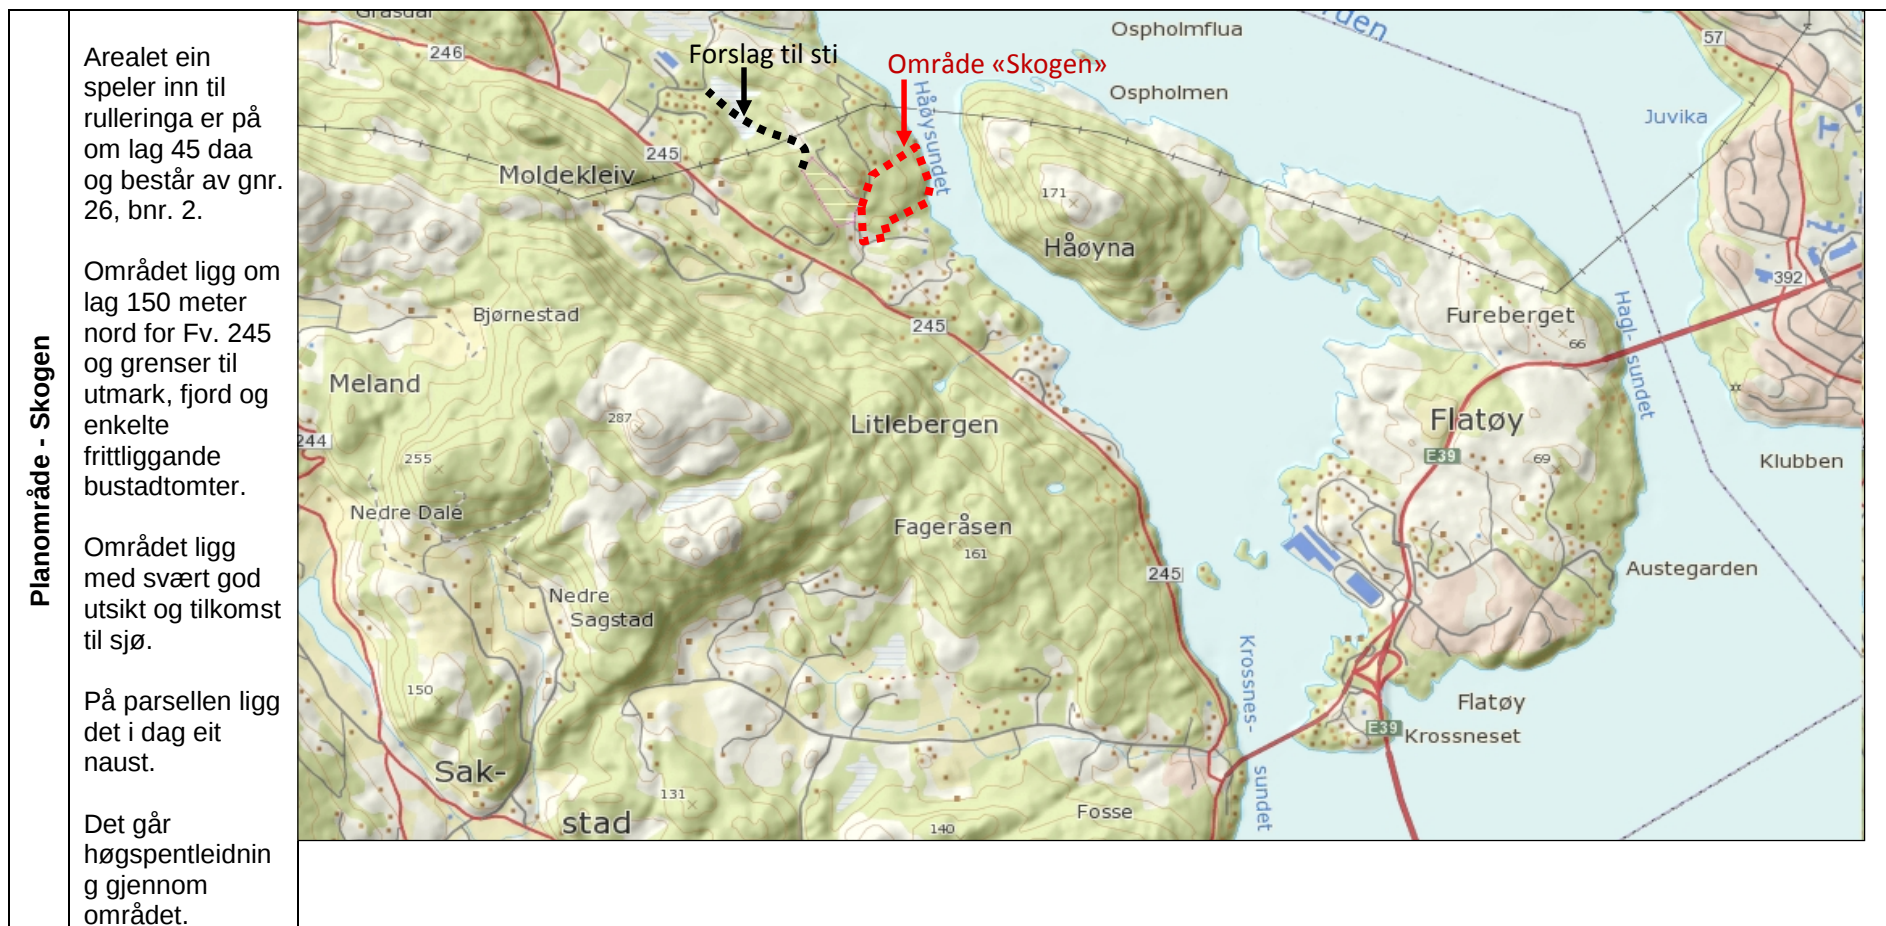 Planområde - Skogen
Arealet ein
speler inn til
rulleringa er på
om lag 45 daa
og består av gnr.
26, bnr. 2.
Området ligg om
lag 150 meter
nord for Fv. 245
og grenser til
utmark, fjord og
enkelte
frittliggande
bustadtomter.
Området ligg
med svært god
utsikt og tilkomst
til sjø.
På parsellen ligg
det i dag eit
naust.
Det går
høgspentleidnin
g gjennom
området.
Grasdal
246
Forslag til sti
Område «Skogen»
Håøysundet
Ospholmflua
Ospholmen
57
Juvika
245
Moldekleiv
171
Håøyna
392
Bjørnestad
245
Fureberget
66
Hagl-
sundet
Meland
287
Litlebergen
Flatøy
244
255
E39
69
Klubben
Nedre Dale
Fageråsen
161
245
Austegarden
Nedre
Sagstad
Krossnes-
sundet
150
Flatøy
E39
Krossneset
Sak-
stad
131
140
Fosse